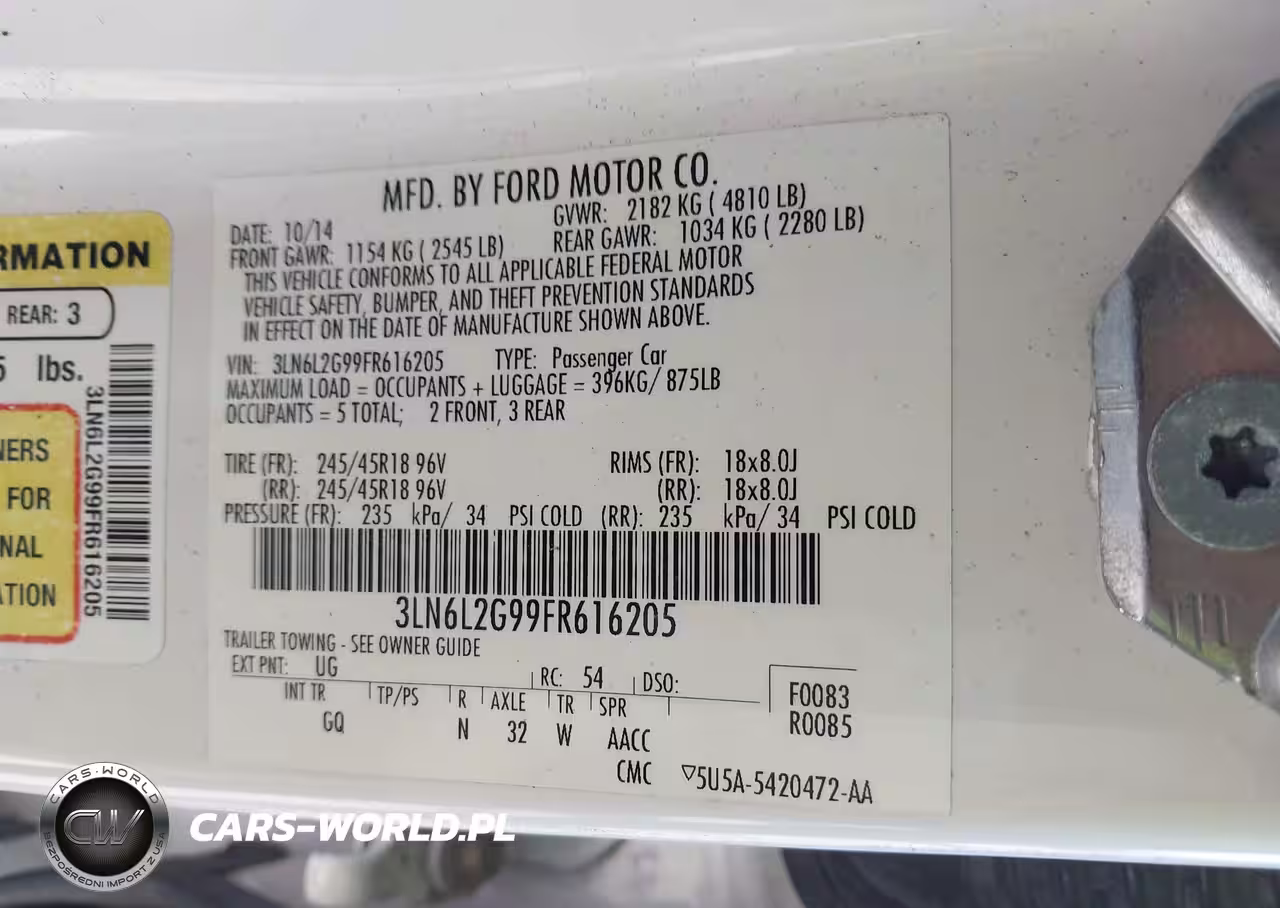 RMATION
REAR: 3
5 lbs.
NERS
FOR
NAL
ATION
3LN6L2G99FR616205
MFD. BY FORD MOTOR CO.
DATE: 10/14 GVWR: 2182 KG ( 4810 LB)
FRONT GAWR: 1154 KG ( 2545 LB) REAR GAWR: 1034 KG ( 2280 LB)
THIS VEHICLE CONFORMS TO ALL APPLICABLE FEDERAL MOTOR
VEHICLE SAFETY, BUMPER, AND THEFT PREVENTION STANDARDS
IN EFFECT ON THE DATE OF MANUFACTURE SHOWN ABOVE.
VIN: 3LN6L2G99FR616205 TYPE: Passenger Car
MAXIMUM LOAD = OCCUPANTS + LUGGAGE = 396KG/ 875LB
OCCUPANTS = 5 TOTAL; 2 FRONT, 3 REAR
TIRE (FR): 245/45R18 96V RIMS (FR): 18x8.0J
(RR): 245/45R18 96V (RR): 18x8.0J
PRESSURE (FR): 235 kPa/ 34 PSI COLD (RR): 235 kPa/ 34 PSI COLD
3LN6L2G99FR616205
TRAILER TOWING - SEE OWNER GUIDE
EXT PNT: UG RC: 54 DSO:
INT TR TP/PS R AXLE TR SPR F0083
GQ N 32 W AACC R0085
CMC ▽5U5A-5420472-AA
CARS-WORLD
CW
BEZPOŚREDNI IMPORT Z USA
CARS-WORLD.PL